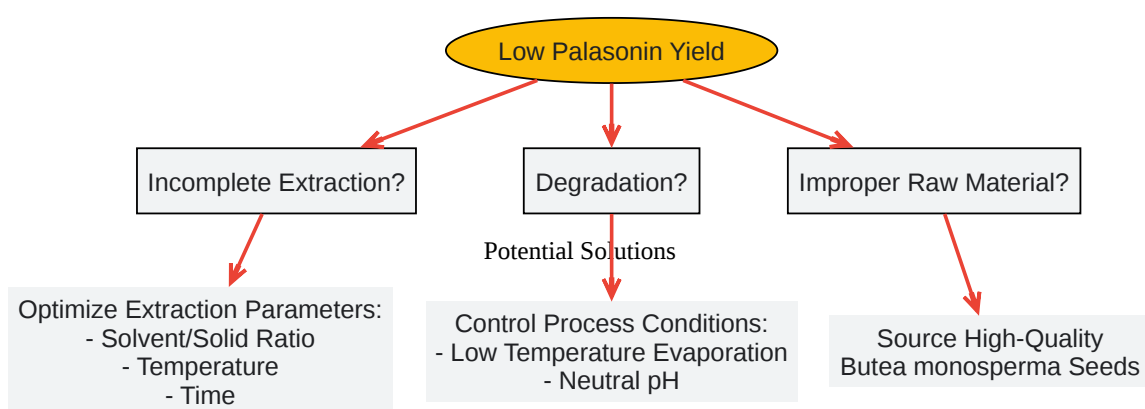 Low Palasonin Yield
Incomplete Extraction?
Degradation?
Improper Raw Material?
Potential Solutions
Optimize Extraction Parameters:
- Solvent/Solid Ratio
- Temperature
- Time
Control Process Conditions:
- Low Temperature Evaporation
- Neutral pH
Source High-Quality
Butea monosperma Seeds